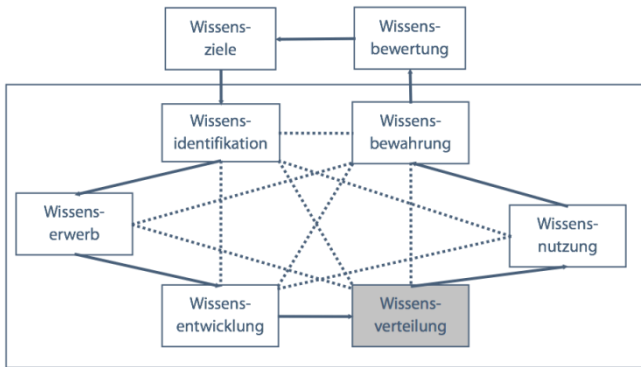 Wissens-
ziele
Wissens-
bewertung
Wissens-
identifikation
Wissens-
bewahrung
Wissens-
erwerb
Wissens-
nutzung
Wissens-
entwicklung
Wissens-
verteilung